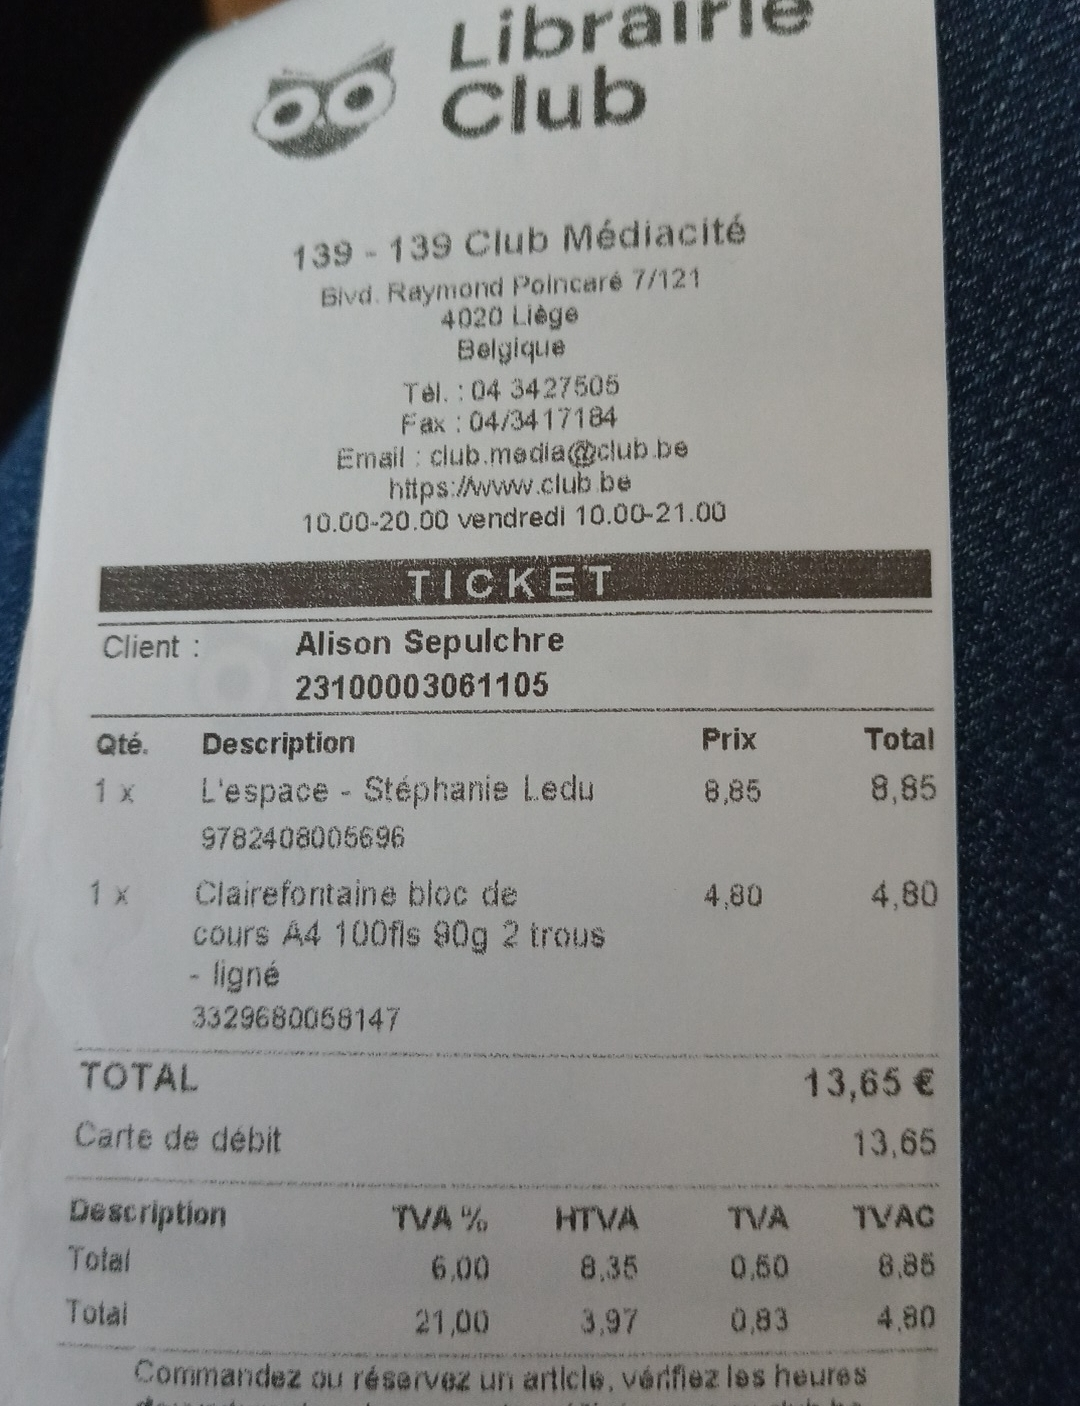 Librairie
Club
139 - 139 Club Médiacité
Blvd. Raymond Poincaré 7/121
4020 Liège
Belgique
Tél. : 04 3427505
Fax : 04/3417184
Email : club.media@club.be
https://www.club.be
10.00-20.00 vendredi 10.00-21.00
TICKET
Client : Alison Sepulchre
23100003061105
Qté. Description Prix Total
1 x L'espace - Stéphanie Ledu 8,85 8,85
9782408005696
1 x Clairefontaine bloc de 4,80 4,80
cours A4 100fls 90g 2 trous
- ligné
3329680058147
TOTAL 13,65 €
Carte de débit 13,65
Description TVA % HTVA TVA TVAC
Total 6,00 8,35 0,50 8,85
Total 21,00 3,97 0,83 4,80
Commandez ou réservez un article, vérifiez les heures